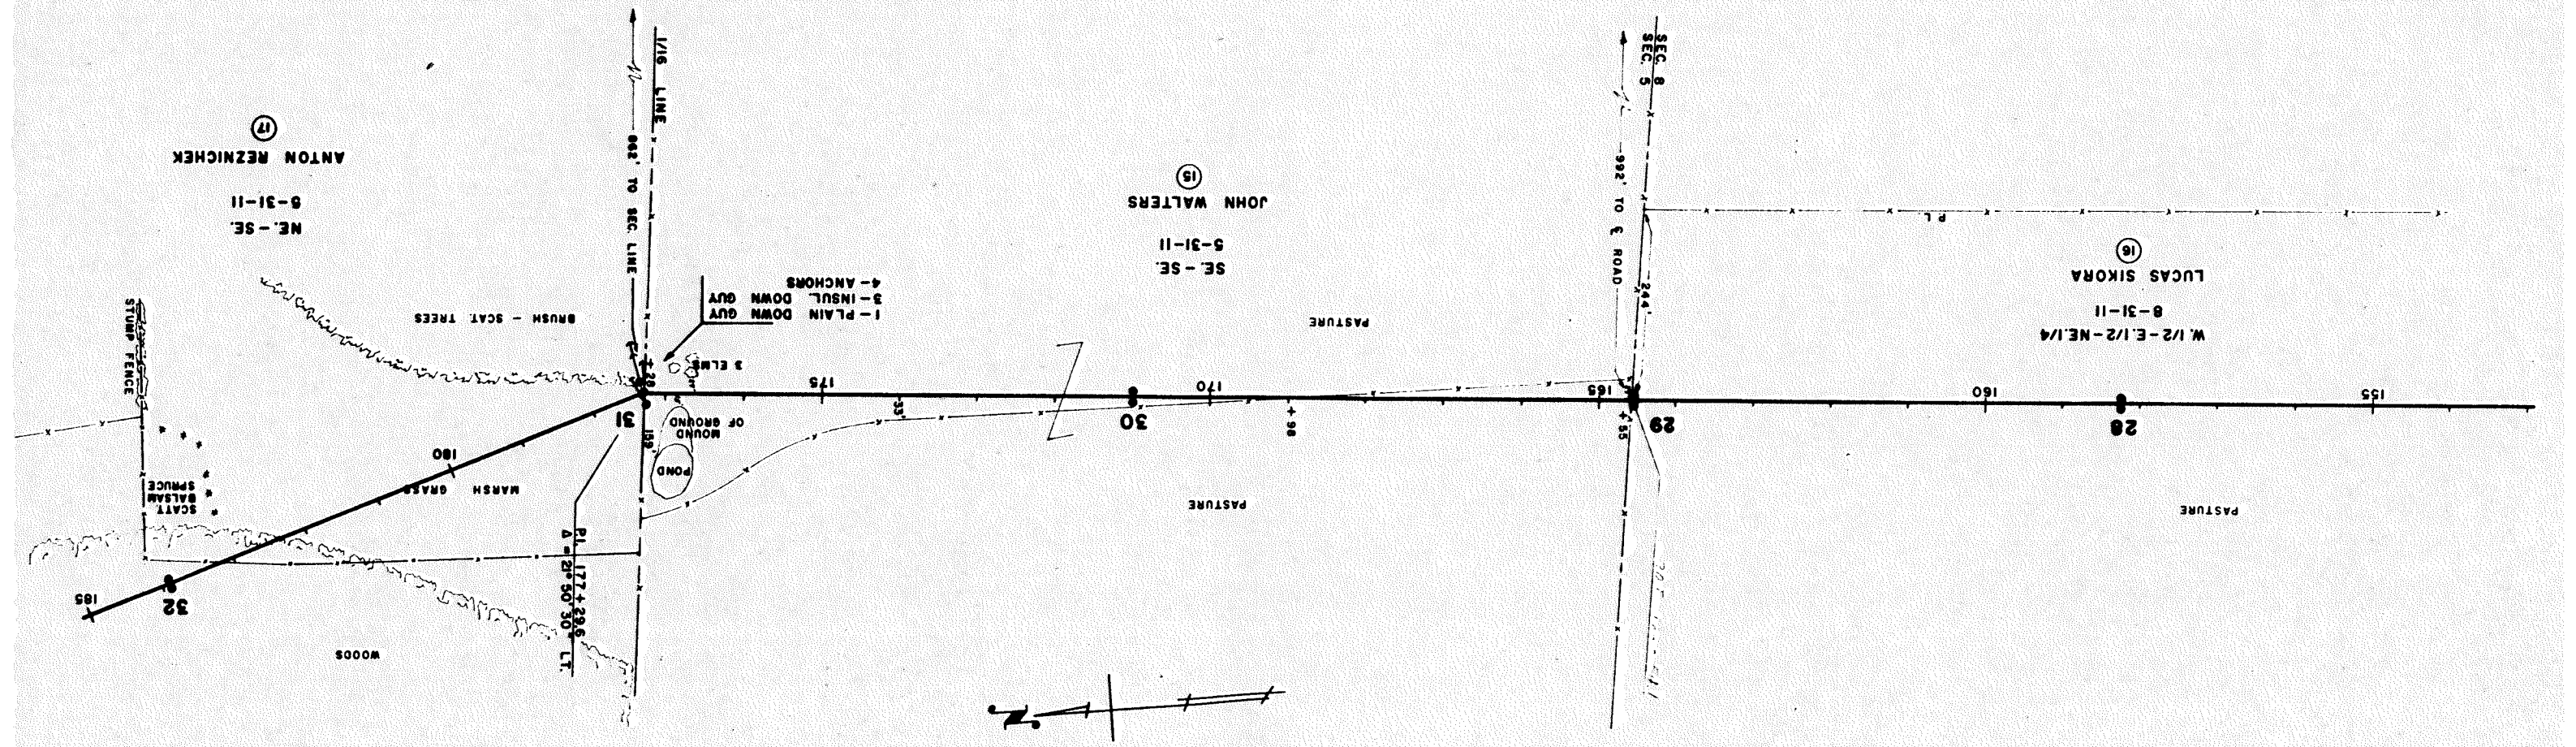 W. 1/2-E. 1/2-NE. 1/4
8-31-11
LUCAS SIKORA
16
PASTURE
P L
155
28
160
SEC. 8
SEC. 5
244'
992' TO ℄ ROAD
29
+ 55
165
PASTURE
PASTURE
SE. - SE.
5-31-11
JOHN WALTERS
15
+ 98
170
30
33'
175
1 - PLAIN DOWN GUY
3 - INSUL. DOWN GUY
4 - ANCHORS
3 ELMS
MOUND
OF GROUND
POND
159'
1/16 LINE
862' TO SEC. LINE
+ 28
31
P.I. 177 + 29.6
Δ = 21° 50' 30" LT.
BRUSH - SCAT. TREES
NE. - SE.
5-31-11
ANTON REZNICHEK
17
MARSH GRASS
180
STUMP FENCE
SCATT.
BALSAM
SPRUCE
WOODS
32
185
N